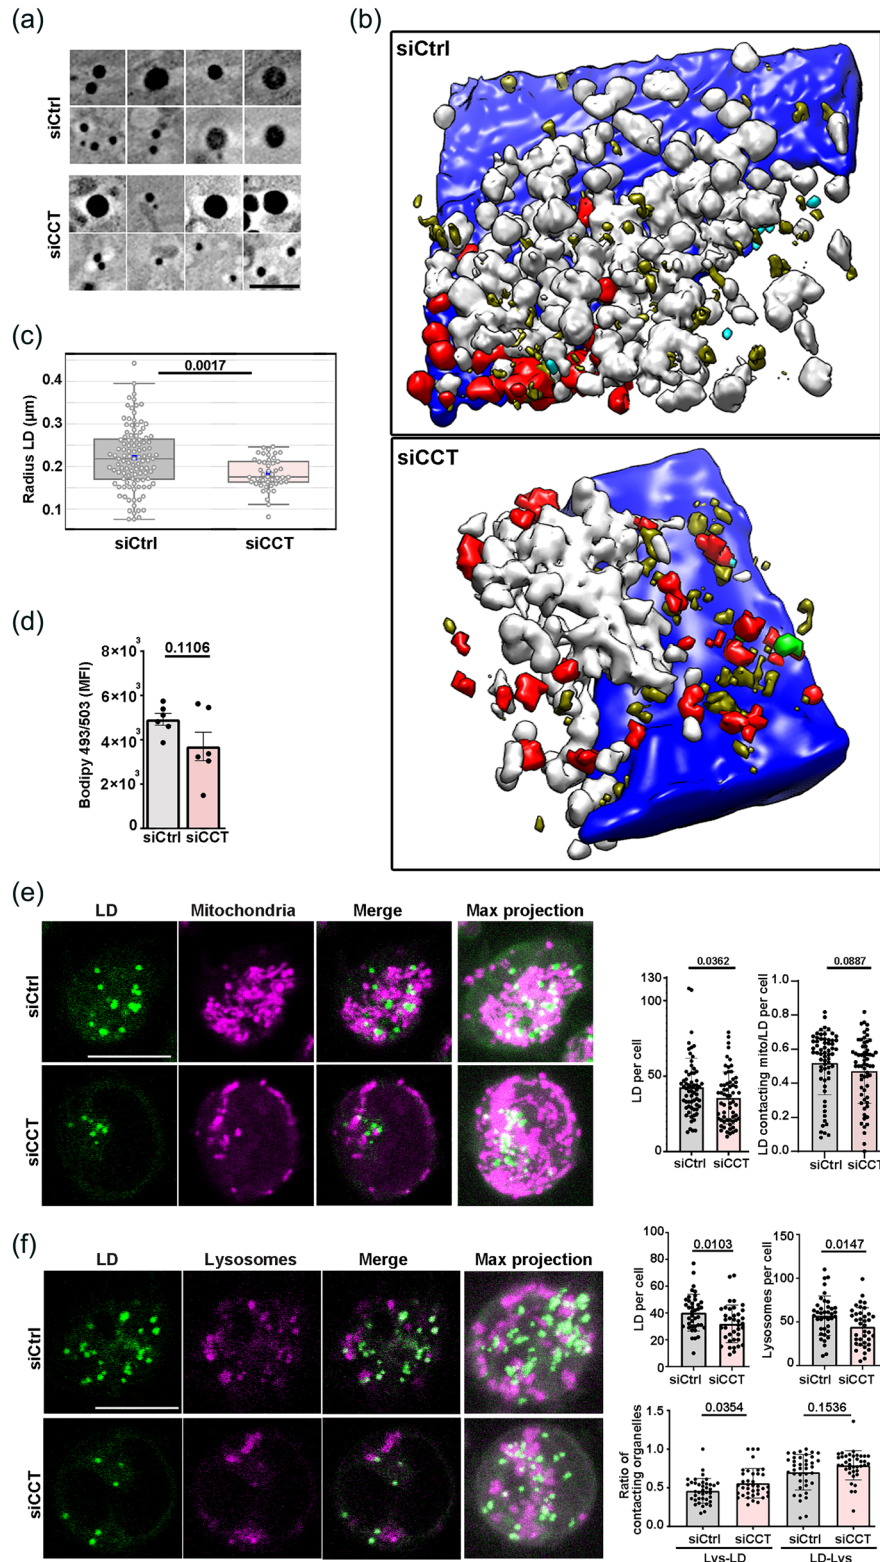 (a)
siCtrl
siCCT
(b)
siCtrl
siCCT
(c)
0.0017
Radius LD (µm)
0.4
0.3
0.2
0.1
siCtrl
siCCT
(d)
0.1106
Bodipy 493/503 (MFI)
8×10³
6×10³
4×10³
2×10³
0
siCtrl
siCCT
(e)
LD
Mitochondria
Merge
Max projection
siCtrl
siCCT
0.0362
LD per cell
130
100
50
0
siCtrl
siCCT
0.0887
LD contacting mito/LD per cell
1.0
0.8
0.6
0.4
0.2
0.0
siCtrl
siCCT
(f)
LD
Lysosomes
Merge
Max projection
siCtrl
siCCT
0.0103
LD per cell
100
80
60
40
20
0
siCtrl
siCCT
0.0147
Lysosomes per cell
150
100
50
0
siCtrl
siCCT
0.0354
0.1536
Ratio of
contacting organelles
1.5
1.0
0.5
0.0
siCtrl
siCCT
siCtrl
siCCT
Lys-LD
LD-Lys